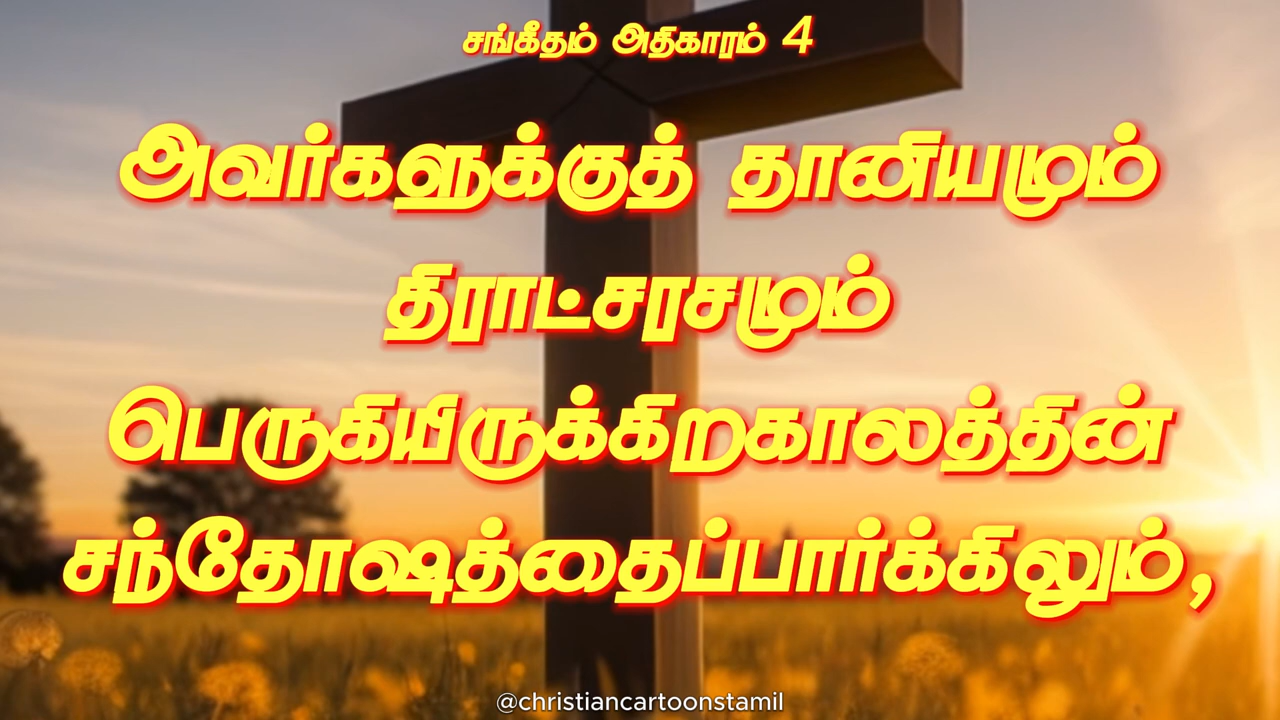 சங்கீதம் அதிகாரம் 4
அவர்களுக்குத் தானியமும்
திராட்சரசமும்
பெருகியிருக்கிறகாலத்தின்
சந்தோஷத்தைப்பார்க்கிலும்,
@christiancartoonstamil